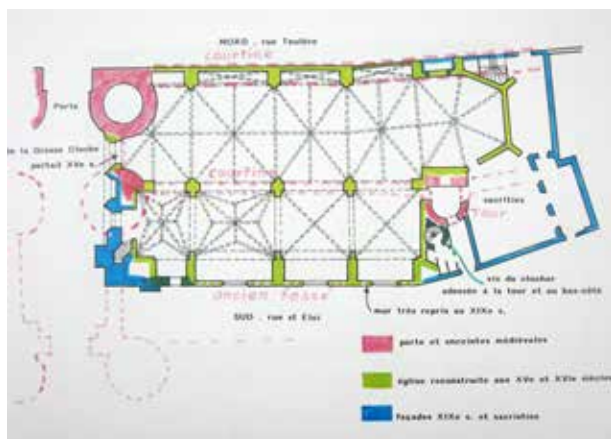 NORD . rue Toulère
courtine
Porte
de la Grosse Cloche
portail XVe s.
courtine
Tour
sacristies
vis du clocher
adossée à la tour et au bas-côté
ancien fossé
mur très repris au XIXe s.
SUD . rue st Eloi
porte et enceintes médiévales
église reconstruite aux XVe et XVIe siècles
façades XIXe s. et sacristies